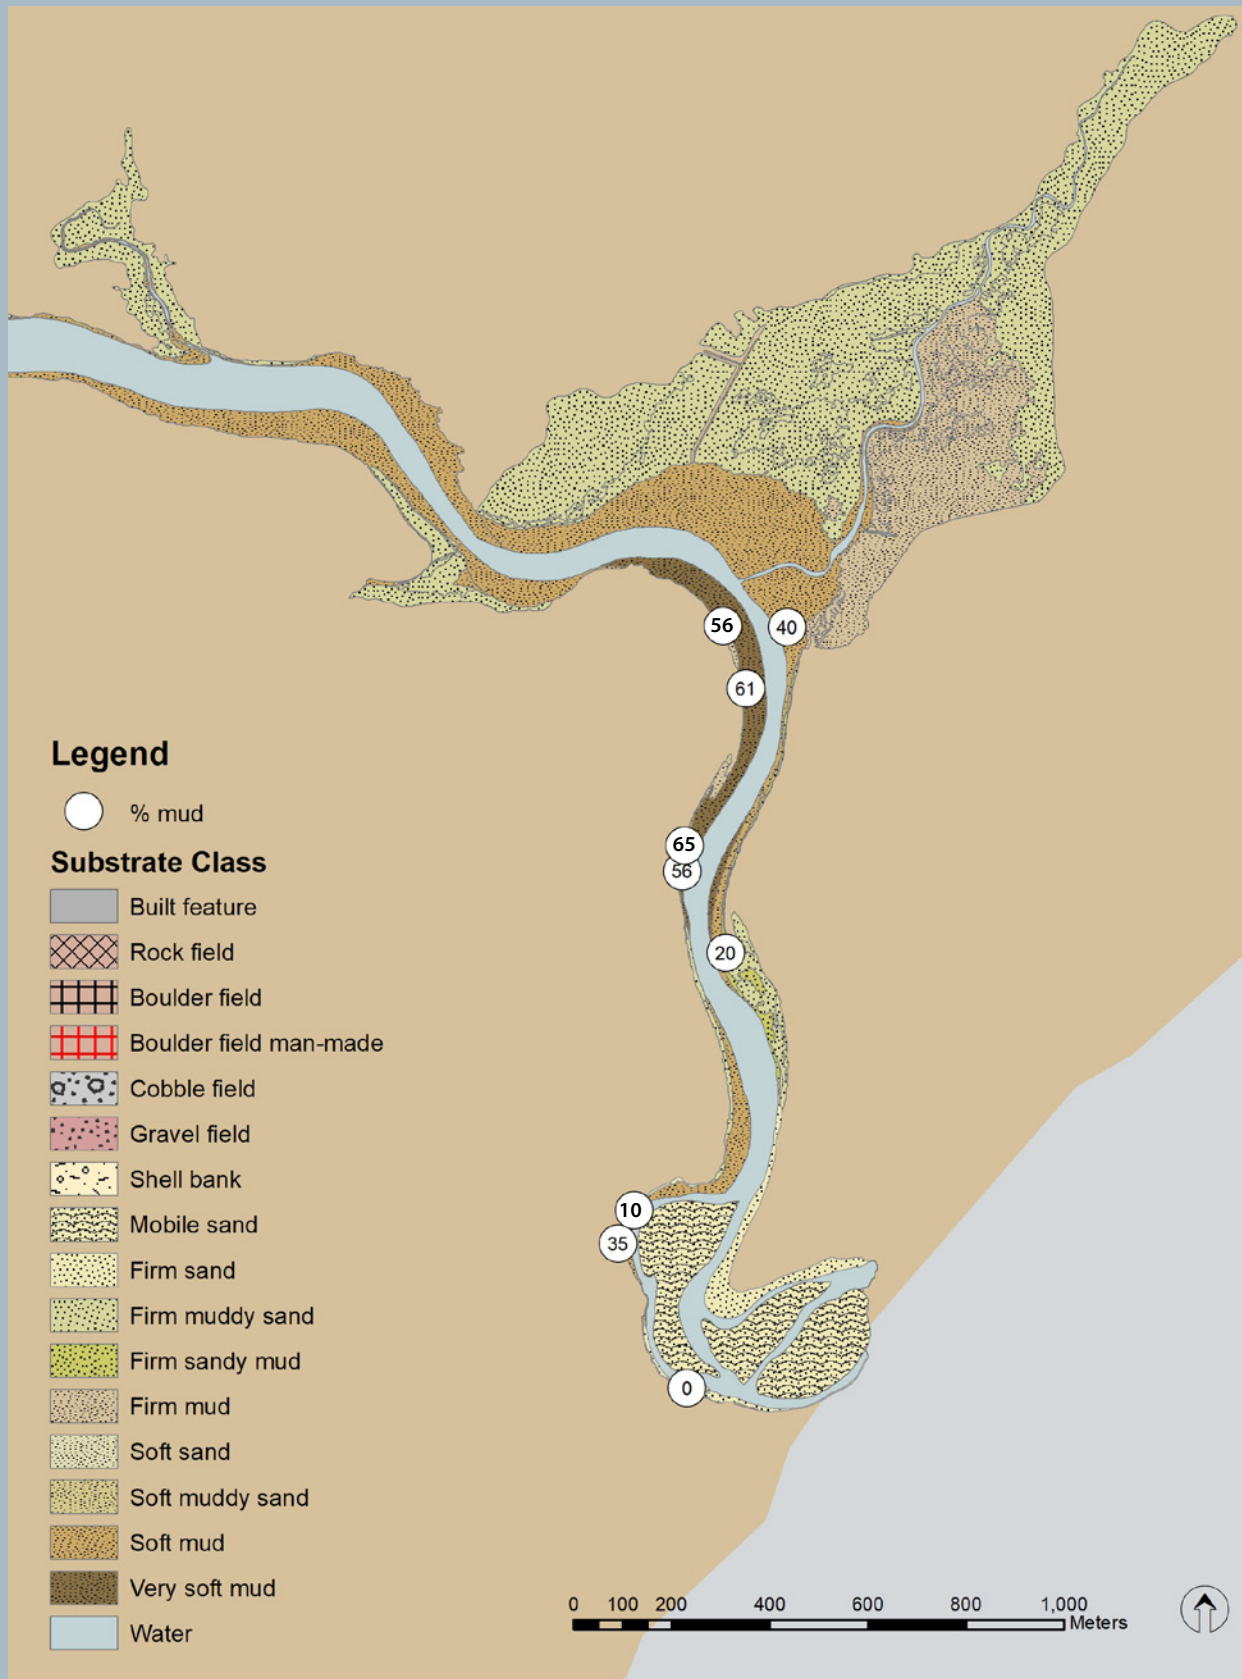 56
40
61
Legend
% mud
65
56
Substrate Class
Built feature
Rock field
20
Boulder field
Boulder field man-made
Cobble field
Gravel field
Shell bank
10
Mobile sand
35
Firm sand
Firm muddy sand
Firm sandy mud
0
Firm mud
Soft sand
Soft muddy sand
Soft mud
Very soft mud
Water
0 100 200 400 600 800 1,000
Meters